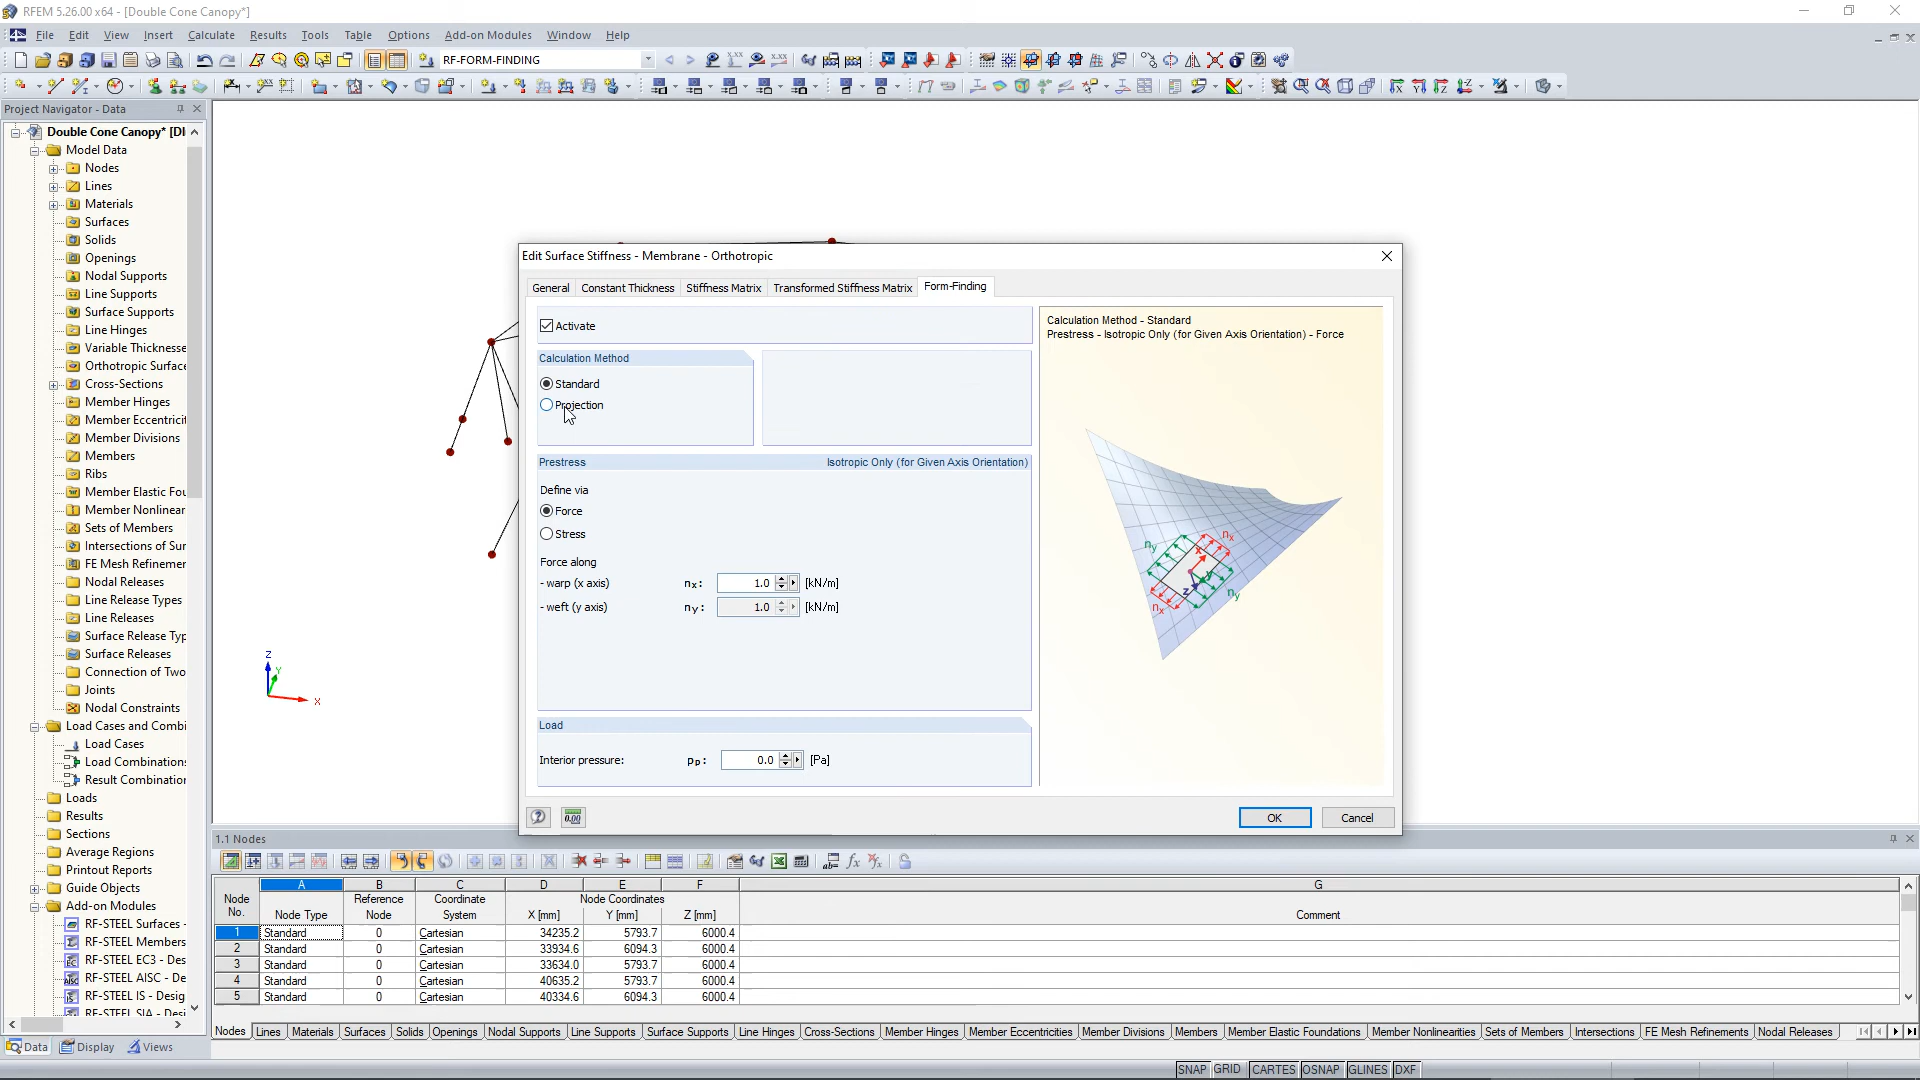 RFEM 5.26.00 x64 - [Double Cone Canopy*]
File Edit View Insert Calculate Results Tools Table Options Add-on Modules Window Help
RF-FORM-FINDING
Project Navigator - Data
Double Cone Canopy* [DI
Model Data
Nodes
Lines
Materials
Surfaces
Solids
Openings
Nodal Supports
Line Supports
Surface Supports
Line Hinges
Variable Thicknesse
Orthotropic Surface
Cross-Sections
Member Hinges
Member Eccentricit
Member Divisions
Members
Ribs
Member Elastic Fou
Member Nonlinear
Sets of Members
Intersections of Sur
FE Mesh Refinemer
Nodal Releases
Line Release Types
Line Releases
Surface Release Typ
Surface Releases
Connection of Two
Joints
Nodal Constraints
Load Cases and Combi
Load Cases
Load Combinations
Result Combination
Loads
Results
Sections
Average Regions
Printout Reports
Guide Objects
Add-on Modules
RF-STEEL Surfaces -
RF-STEEL Members
RF-STEEL EC3 - Des
RF-STEEL AISC - De
RF-STEEL IS - Desig
RF-STEEL SIA - Desi
Data Display Views
Z
Y
X
Edit Surface Stiffness - Membrane - Orthotropic
General Constant Thickness Stiffness Matrix Transformed Stiffness Matrix Form-Finding
Activate
Calculation Method
Standard
Projection
Prestress Isotropic Only (for Given Axis Orientation)
Define via
Force
Stress
Force along
- warp (x axis) nx: 1.0 [kN/m]
- weft (y axis) ny: 1.0 [kN/m]
Load
Interior pressure: pp: 0.0 [Pa]
Calculation Method - Standard
Prestress - Isotropic Only (for Given Axis Orientation) - Force
ny nx
x
y
z
nx ny
0.00
OK Cancel
1.1 Nodes
A B C D E F G
Node Reference Coordinate Node Coordinates
No. Node Type Node System X [mm] Y [mm] Z [mm] Comment
1 Standard 0 Cartesian 34235.2 5793.7 6000.4
2 Standard 0 Cartesian 33934.6 6094.3 6000.4
3 Standard 0 Cartesian 33634.0 5793.7 6000.4
4 Standard 0 Cartesian 40635.2 5793.7 6000.4
5 Standard 0 Cartesian 40334.6 6094.3 6000.4
Nodes Lines Materials Surfaces Solids Openings Nodal Supports Line Supports Surface Supports Line Hinges Cross-Sections Member Hinges Member Eccentricities Member Divisions Members Member Elastic Foundations Member Nonlinearities Sets of Members Intersections FE Mesh Refinements Nodal Releases
SNAP GRID CARTES OSNAP GLINES DXF